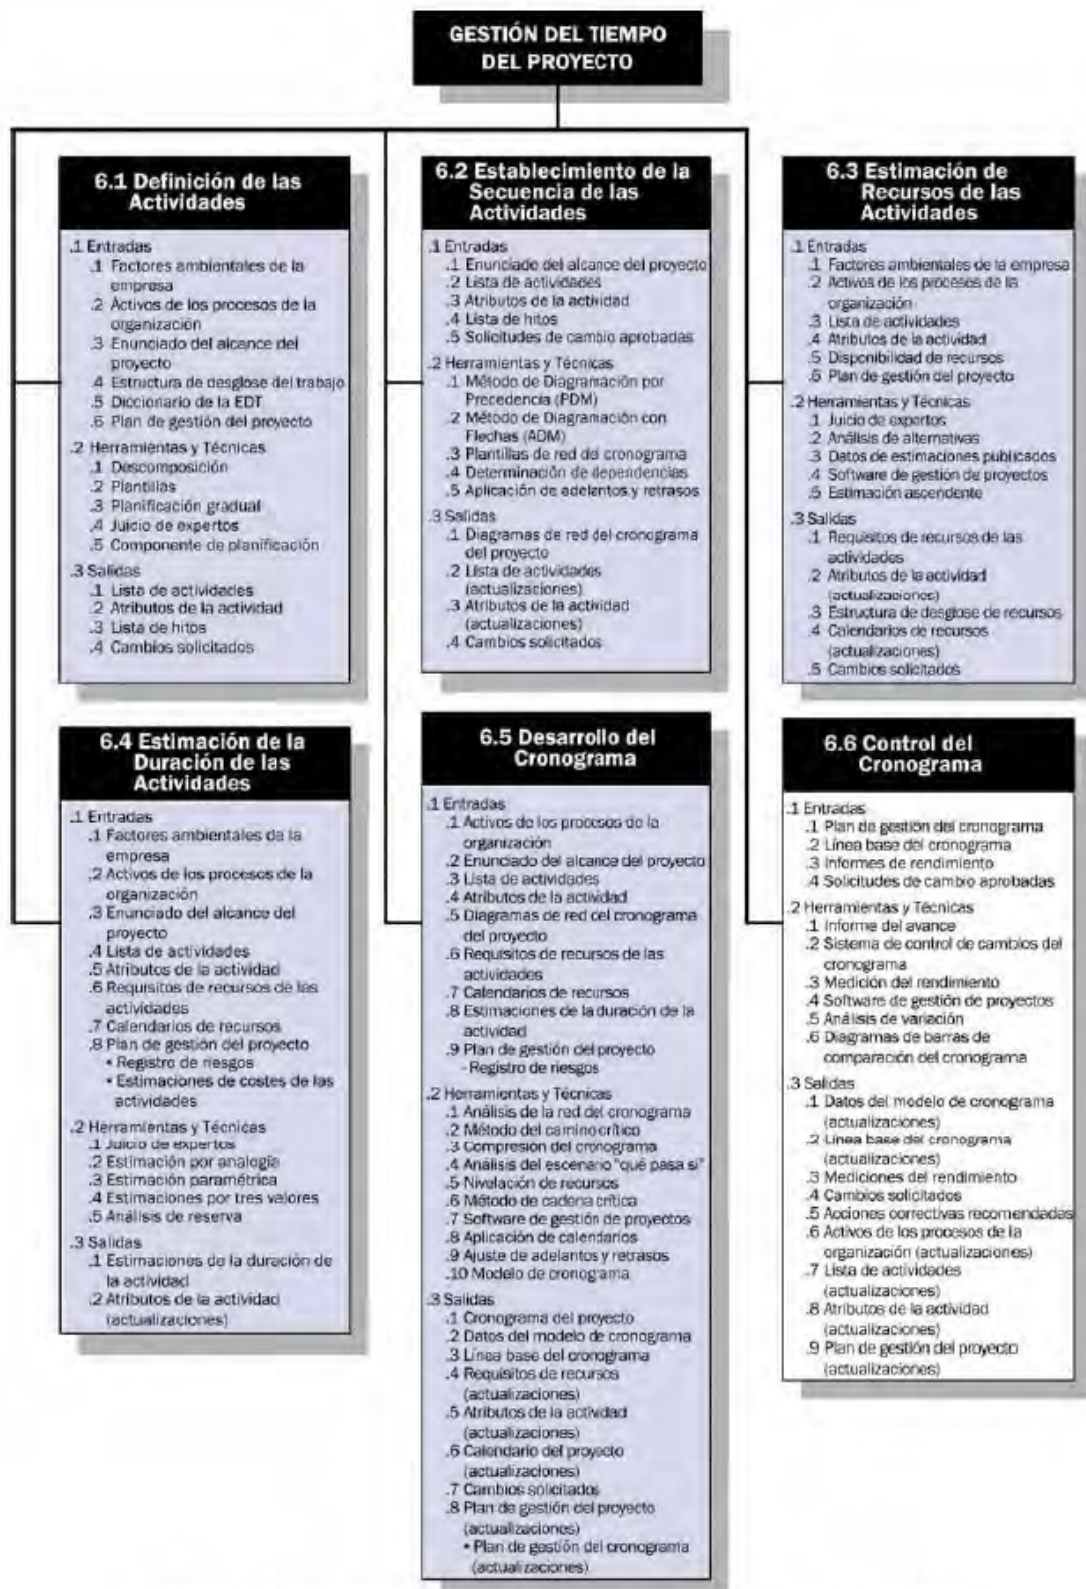 GESTIÓN DEL TIEMPO
DEL PROYECTO
6.1 Definición de las
Actividades
.1 Entradas
.1 Factores ambientales de la
empresa
.2 Activos de los procesos de la
organización
.3 Enunciado del alcance del
proyecto
.4 Estructura de desglose del trabajo
.5 Diccionario de la EDT
.6 Plan de gestión del proyecto
.2 Herramientas y Técnicas
.1 Descomposición
.2 Plantillas
.3 Planificación gradual
.4 Juicio de expertos
.5 Componente de planificación
.3 Salidas
.1 Lista de actividades
.2 Atributos de la actividad
.3 Lista de hitos
.4 Cambios solicitados
6.2 Establecimiento de la
Secuencia de las
Actividades
.1 Entradas
.1 Enunciado del alcance del proyecto
.2 Lista de actividades
.3 Atributos de la actividad
.4 Lista de hitos
.5 Solicitudes de cambio aprobadas
.2 Herramientas y Técnicas
.1 Método de Diagramación por
Precedencia (PDM)
.2 Método de Diagramación con
Flechas (ADM)
.3 Plantillas de red del cronograma
.4 Determinación de dependencias
.5 Aplicación de adelantos y retrasos
.3 Salidas
.1 Diagramas de red del cronograma
del proyecto
.2 Lista de actividades
(actualizaciones)
.3 Atributos de la actividad
(actualizaciones)
.4 Cambios solicitados
6.3 Estimación de
Recursos de las
Actividades
.1 Entradas
.1 Factores ambientales de la empresa
.2 Activos de los procesos de la
organización
.3 Lista de actividades
.4 Atributos de la actividad
.5 Disponibilidad de recursos
.6 Plan de gestión del proyecto
.2 Herramientas y Técnicas
.1 Juicio de expertos
.2 Análisis de alternativas
.3 Datos de estimaciones publicados
.4 Software de gestión de proyectos
.5 Estimación ascendente
.3 Salidas
.1 Requisitos de recursos de las
actividades
.2 Atributos de la actividad
(actualizaciones)
.3 Estructura de desglose de recursos
.4 Calendarios de recursos
(actualizaciones)
.5 Cambios solicitados
6.4 Estimación de la
Duración de las
Actividades
.1 Entradas
.1 Factores ambientales de la
empresa
.2 Activos de los procesos de la
organización
.3 Enunciado del alcance del
proyecto
.4 Lista de actividades
.5 Atributos de la actividad
.6 Requisitos de recursos de las
actividades
.7 Calendarios de recursos
.8 Plan de gestión del proyecto
• Registro de riesgos
• Estimaciones de costes de las
actividades
.2 Herramientas y Técnicas
.1 Juicio de expertos
.2 Estimación por analogía
.3 Estimación paramétrica
.4 Estimaciones por tres valores
.5 Análisis de reserva
.3 Salidas
.1 Estimaciones de la duración de
la actividad
.2 Atributos de la actividad
(actualizaciones)
6.5 Desarrollo del
Cronograma
.1 Entradas
.1 Activos de los procesos de la
organización
.2 Enunciado del alcance del proyecto
.3 Lista de actividades
.4 Atributos de la actividad
.5 Diagramas de red del cronograma
del proyecto
.6 Requisitos de recursos de las
actividades
.7 Calendarios de recursos
.8 Estimaciones de la duración de la
actividad
.9 Plan de gestión del proyecto
- Registro de riesgos
.2 Herramientas y Técnicas
.1 Análisis de la red del cronograma
.2 Método del camino crítico
.3 Compresión del cronograma
.4 Análisis del escenario "qué pasa si"
.5 Nivelación de recursos
.6 Método de cadena crítica
.7 Software de gestión de proyectos
.8 Aplicación de calendarios
.9 Ajuste de adelantos y retrasos
.10 Modelo de cronograma
.3 Salidas
.1 Cronograma del proyecto
.2 Datos del modelo de cronograma
.3 Línea base del cronograma
.4 Requisitos de recursos
(actualizaciones)
.5 Atributos de la actividad
(actualizaciones)
.6 Calendario del proyecto
(actualizaciones)
.7 Cambios solicitados
.8 Plan de gestión del proyecto
(actualizaciones)
• Plan de gestión del cronograma
(actualizaciones)
6.6 Control del
Cronograma
.1 Entradas
.1 Plan de gestión del cronograma
.2 Línea base del cronograma
.3 Informes de rendimiento
.4 Solicitudes de cambio aprobadas
.2 Herramientas y Técnicas
.1 Informe del avance
.2 Sistema de control de cambios del
cronograma
.3 Medición del rendimiento
.4 Software de gestión de proyectos
.5 Análisis de variación
.6 Diagramas de barras de
comparación del cronograma
.3 Salidas
.1 Datos del modelo de cronograma
(actualizaciones)
.2 Línea base del cronograma
(actualizaciones)
.3 Mediciones del rendimiento
.4 Cambios solicitados
.5 Acciones correctivas recomendadas
.6 Activos de los procesos de la
organización (actualizaciones)
.7 Lista de actividades
(actualizaciones)
.8 Atributos de la actividad
(actualizaciones)
.9 Plan de gestión del proyecto
(actualizaciones)